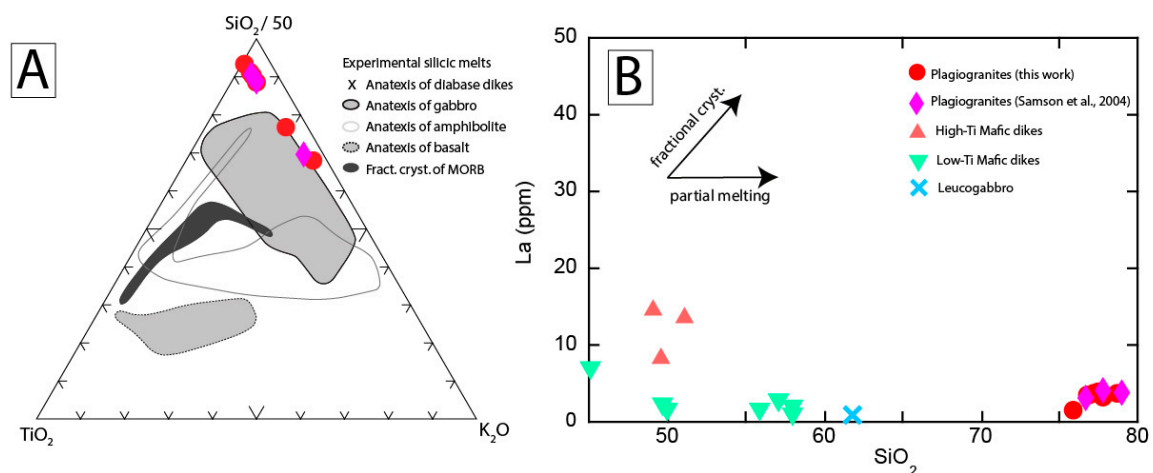 A
SiO2 / 50
TiO2
K2O
Experimental silicic melts
x Anatexis of diabase dikes
Anatexis of gabbro
Anatexis of amphibolite
Anatexis of basalt
Fract. cryst. of MORB
B
50
40
30
20
10
0
La (ppm)
50
60
70
80
SiO2
fractional cryst.
partial melting
Plagiogranites (this work)
Plagiogranites (Samson et al., 2004)
High-Ti Mafic dikes
Low-Ti Mafic dikes
Leucogabbro